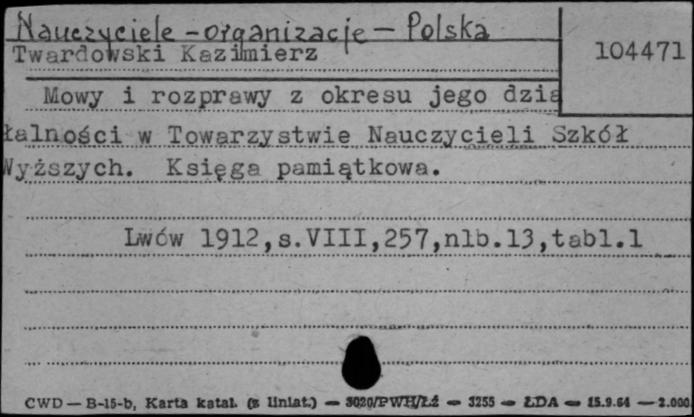 Nauczyciele - organizacje - Polska
Twardowski Kazimierz
104471
Mowy i rozprawy z okresu jego dzia
łalności w Towarzystwie Nauczycieli Szkół
Wyższych. Księga pamiątkowa.
Lwów 1912,s.VIII,257,nlb.13,tabl.1
CWD — B-15-b, Karta katal. (z liniat.) — 3020/PWH/Łż — 3255 — ŁDA — 15.9.64 — 2.000